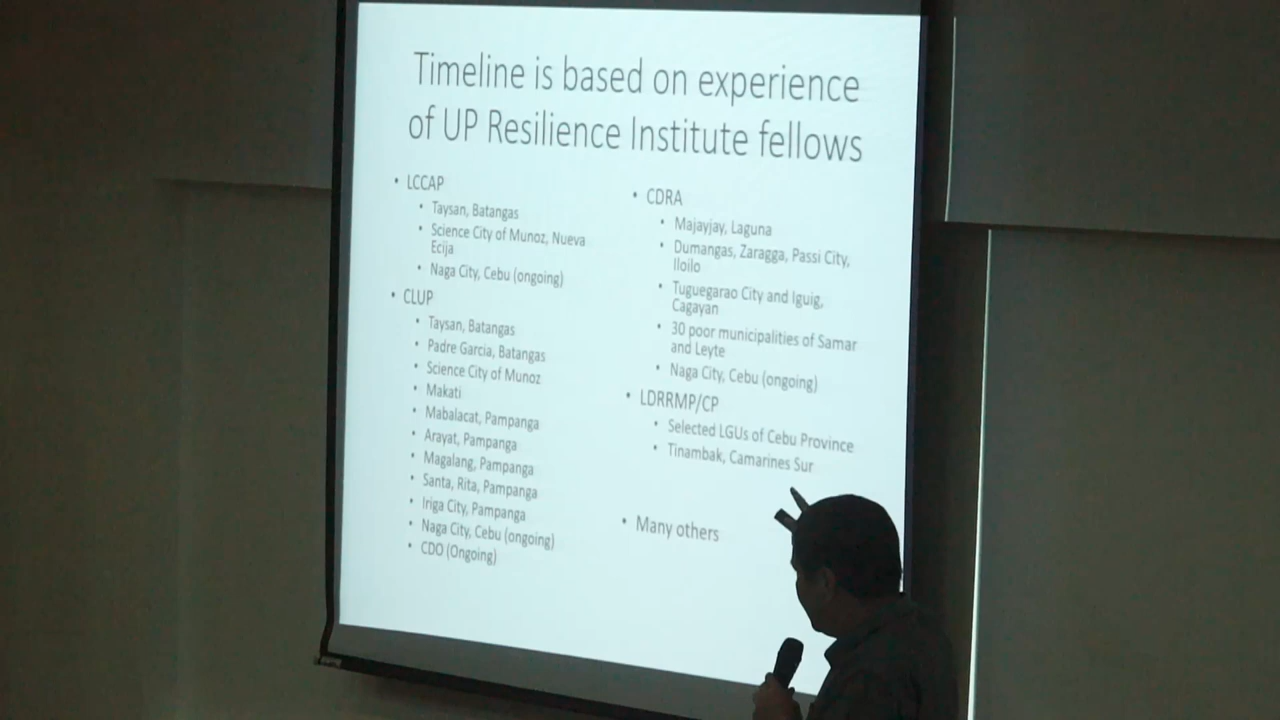 Timeline is based on experience
of UP Resilience Institute fellows
• LCCAP
• Taysan, Batangas
• Science City of Munoz, Nueva
Ecija
• Naga City, Cebu (ongoing)
• CLUP
• Taysan, Batangas
• Padre Garcia, Batangas
• Science City of Munoz
• Makati
• Mabalacat, Pampanga
• Arayat, Pampanga
• Magalang, Pampanga
• Santa, Rita, Pampanga
• Iriga City, Pampanga
• Naga City, Cebu (ongoing)
• CDO (Ongoing)
• CDRA
• Majayjay, Laguna
• Dumangas, Zaragga, Passi City,
Iloilo
• Tuguegarao City and Iguig,
Cagayan
• 30 poor municipalities of Samar
and Leyte
• Naga City, Cebu (ongoing)
• LDRRMP/CP
• Selected LGUs of Cebu Province
• Tinambak, Camarines Sur
• Many others